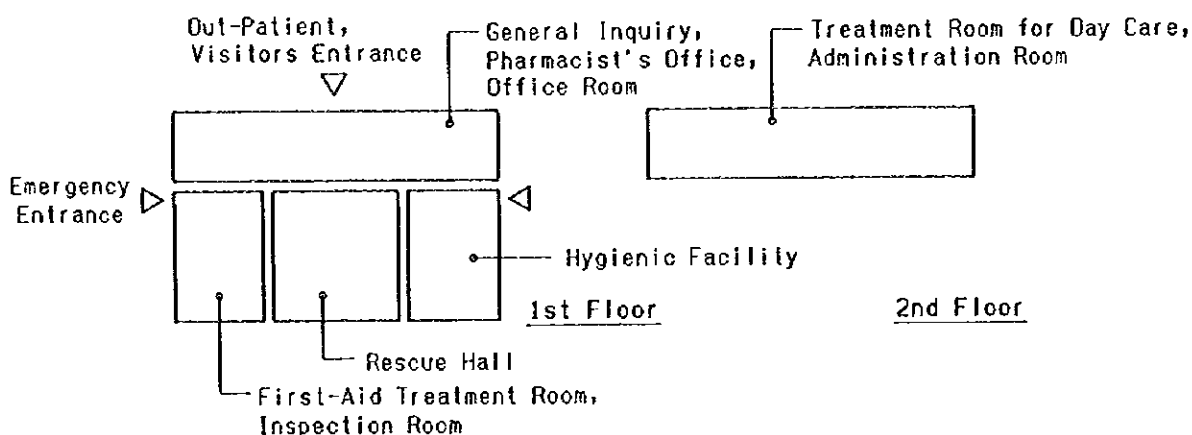 Out-Patient,
Visitors Entrance
General Inquiry,
Pharmacist's Office,
Office Room
Treatment Room for Day Care,
Administration Room
Emergency
Entrance
Hygienic Facility
1st Floor
2nd Floor
Rescue Hall
First-Aid Treatment Room,
Inspection Room